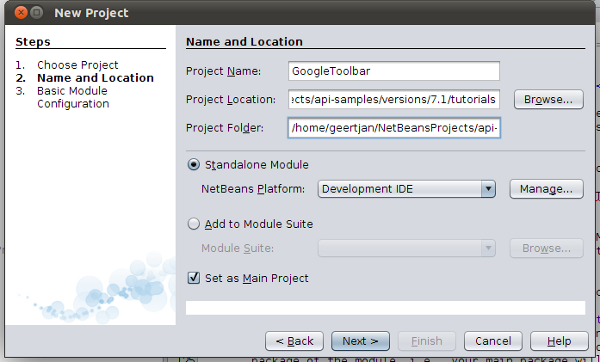 New Project
Steps
1. Choose Project
2. Name and Location
3. Basic Module
Configuration
Name and Location
Project Name: GoogleToolbar
Project Location: ects/api-samples/versions/7.1/tutorials Browse...
Project Folder: /home/geertjan/NetBeansProjects/api-
Standalone Module
NetBeans Platform: Development IDE Manage...
Add to Module Suite
Module Suite: Browse...
Set as Main Project
< Back Next > Finish Cancel Help
package of the module, i.e., your main package will